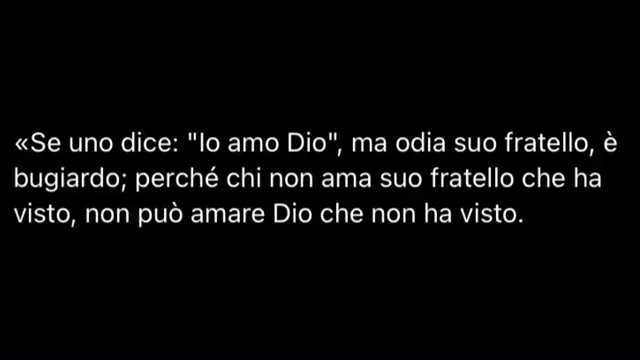 «Se uno dice: "Io amo Dio", ma odia suo fratello, è
bugiardo; perché chi non ama suo fratello che ha
visto, non può amare Dio che non ha visto.